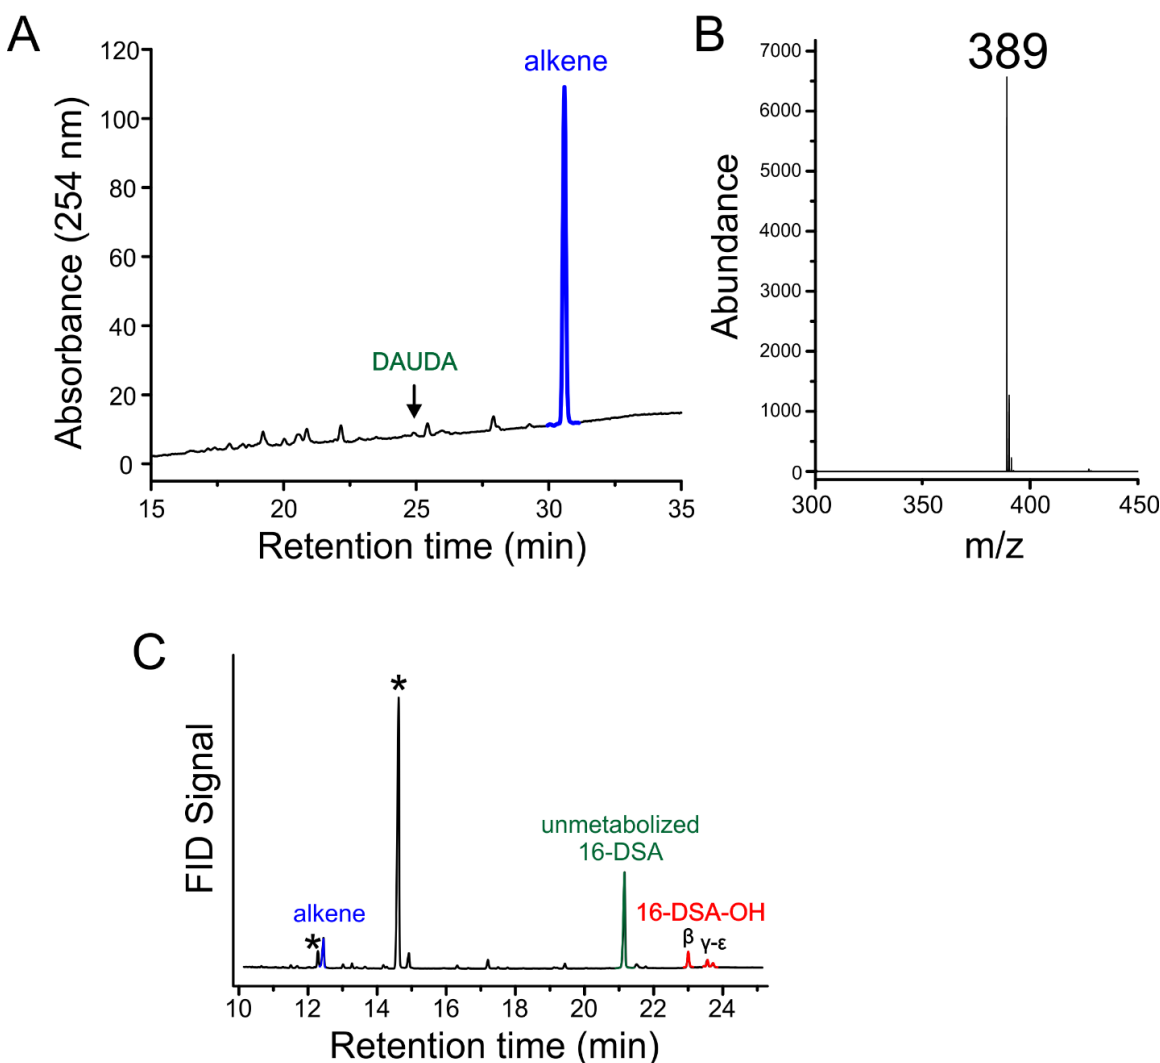 A
Absorbance (254 nm)
120
100
80
60
40
20
0
alkene
DAUDA
15
20
25
30
35
Retention time (min)
B
Abundance
7000
6000
5000
4000
3000
2000
1000
0
389
300
350
400
450
m/z
C
FID Signal
*
alkene
*
unmetabolized
16-DSA
16-DSA-OH
β
γ-ε
10
12
14
16
18
20
22
24
Retention time (min)